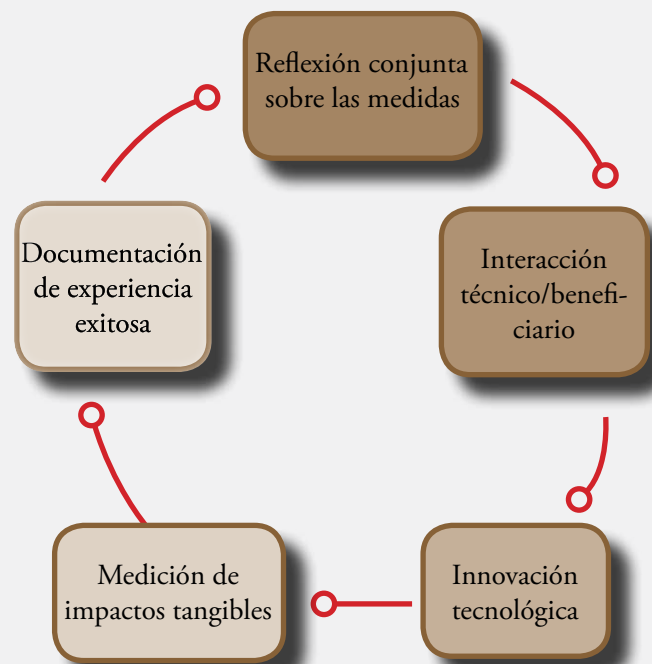 Reflexión conjunta
sobre las medidas
Interacción
técnico/benefi-
ciario
Innovación
tecnológica
Medición de
impactos tangibles
Documentación
de experiencia
exitosa